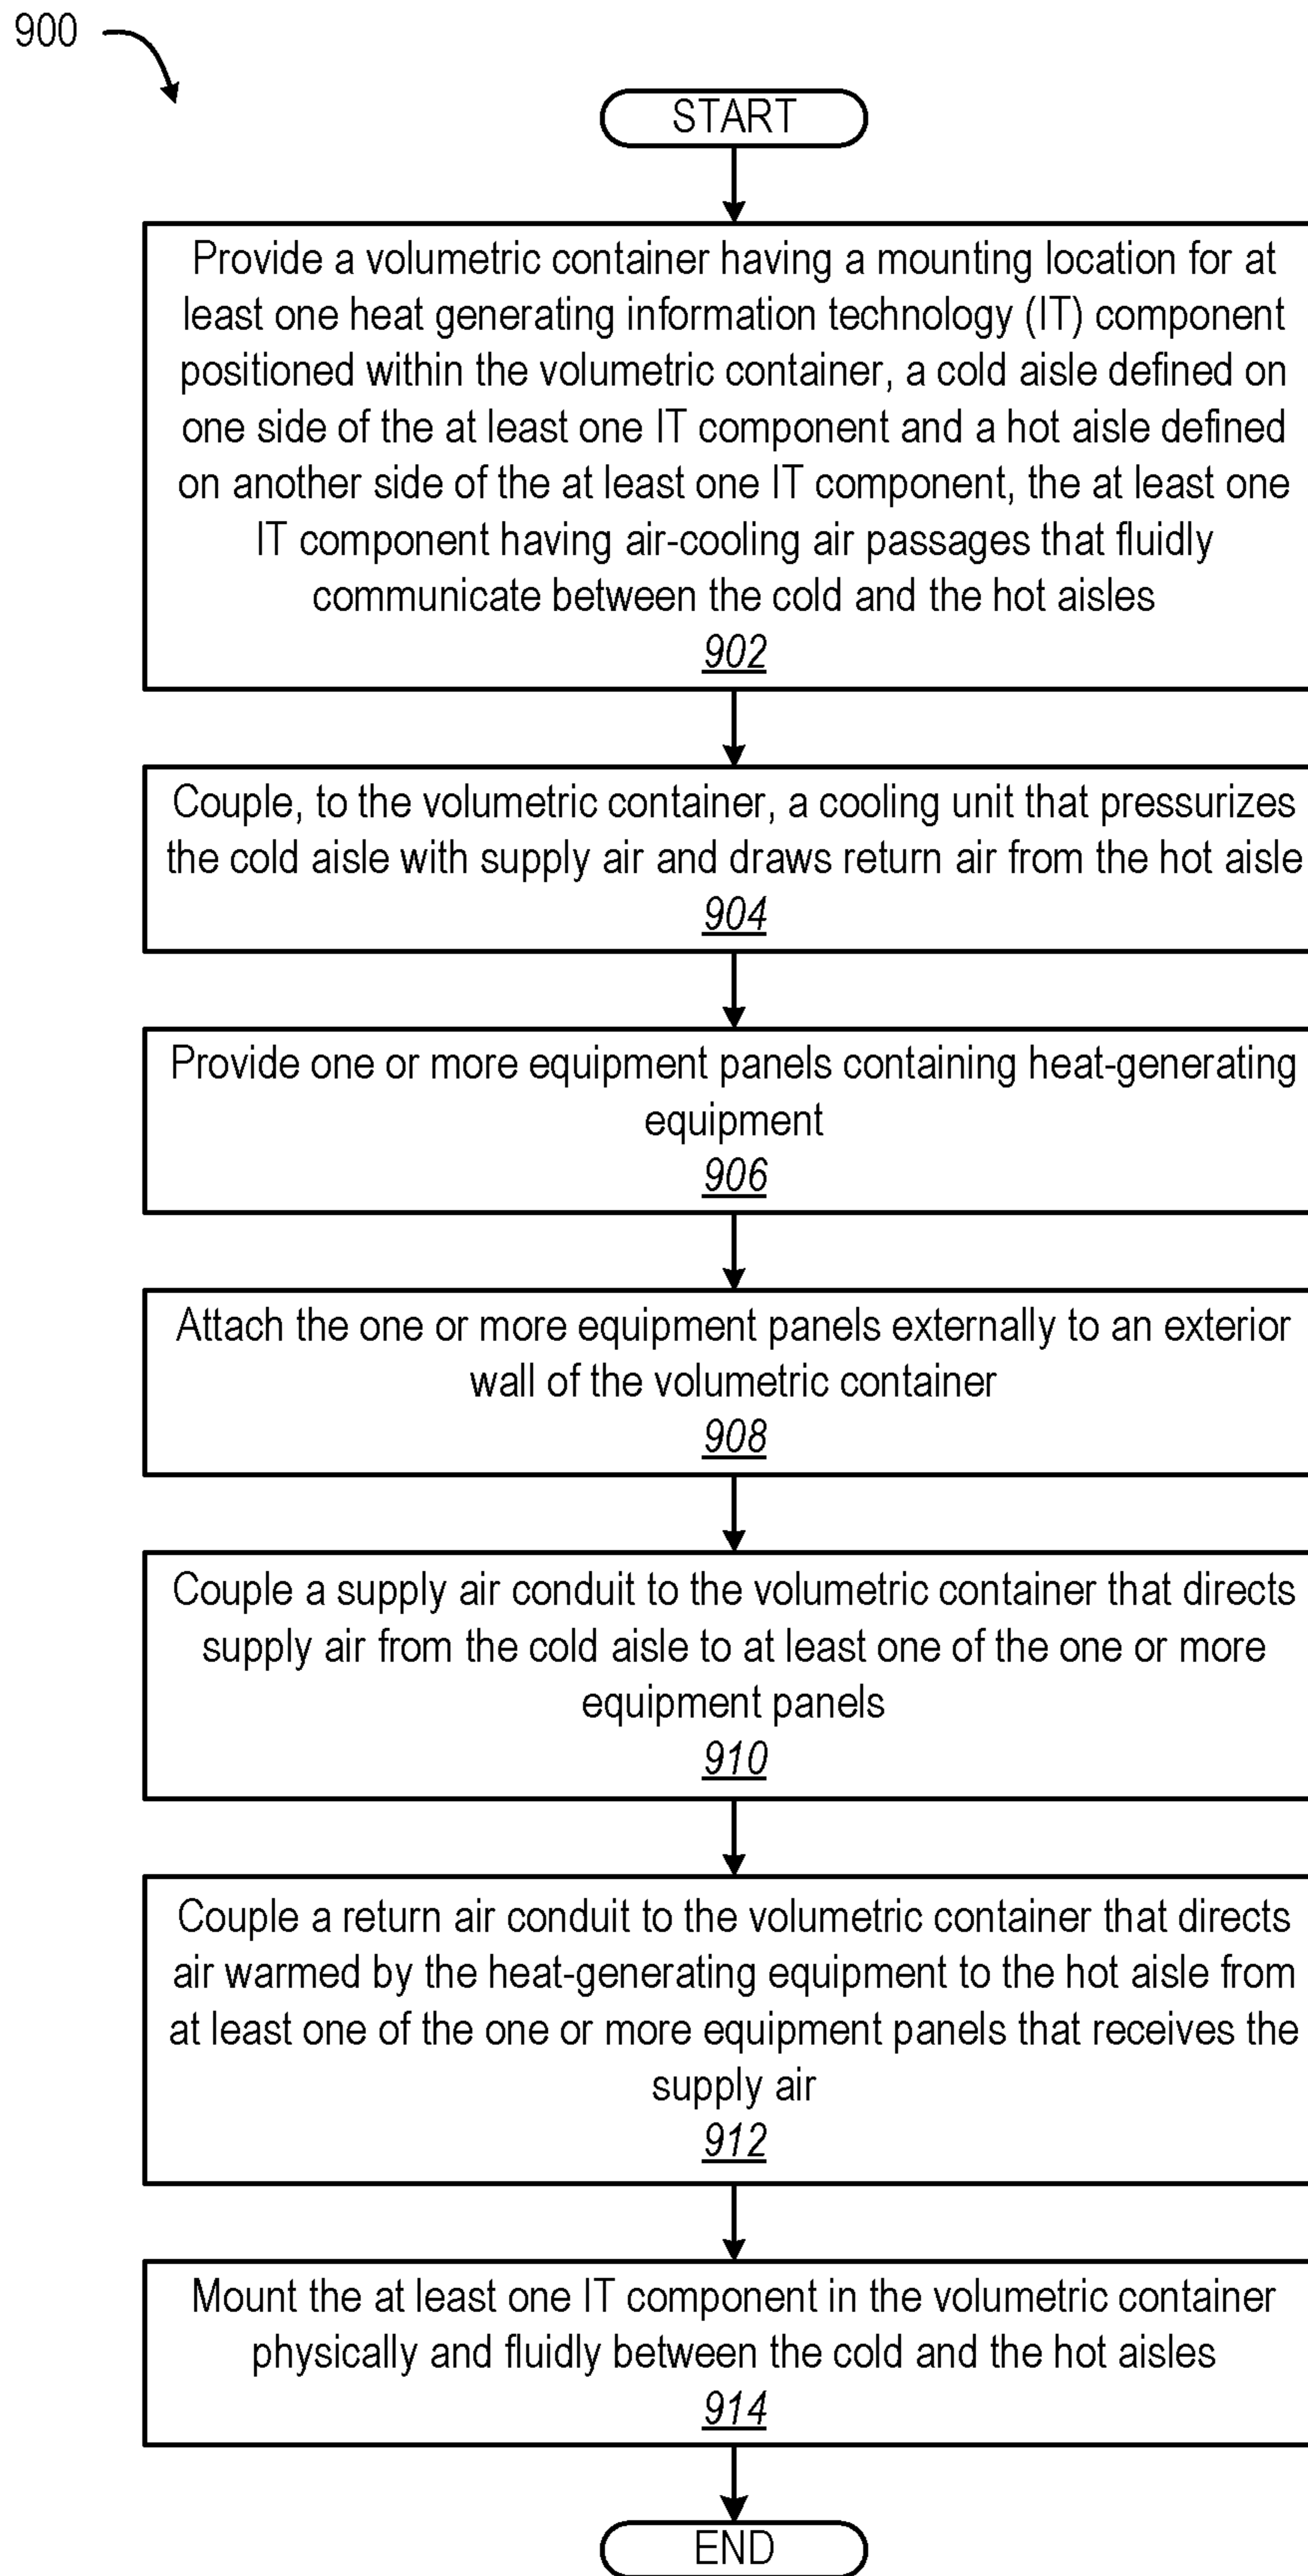 900
START
Provide a volumetric container having a mounting location for at
least one heat generating information technology (IT) component
positioned within the volumetric container, a cold aisle defined on
one side of the at least one IT component and a hot aisle defined
on another side of the at least one IT component, the at least one
IT component having air-cooling air passages that fluidly
communicate between the cold and the hot aisles
902
Couple, to the volumetric container, a cooling unit that pressurizes
the cold aisle with supply air and draws return air from the hot aisle
904
Provide one or more equipment panels containing heat-generating
equipment
906
Attach the one or more equipment panels externally to an exterior
wall of the volumetric container
908
Couple a supply air conduit to the volumetric container that directs
supply air from the cold aisle to at least one of the one or more
equipment panels
910
Couple a return air conduit to the volumetric container that directs
air warmed by the heat-generating equipment to the hot aisle from
at least one of the one or more equipment panels that receives the
supply air
912
Mount the at least one IT component in the volumetric container
physically and fluidly between the cold and the hot aisles
914
END